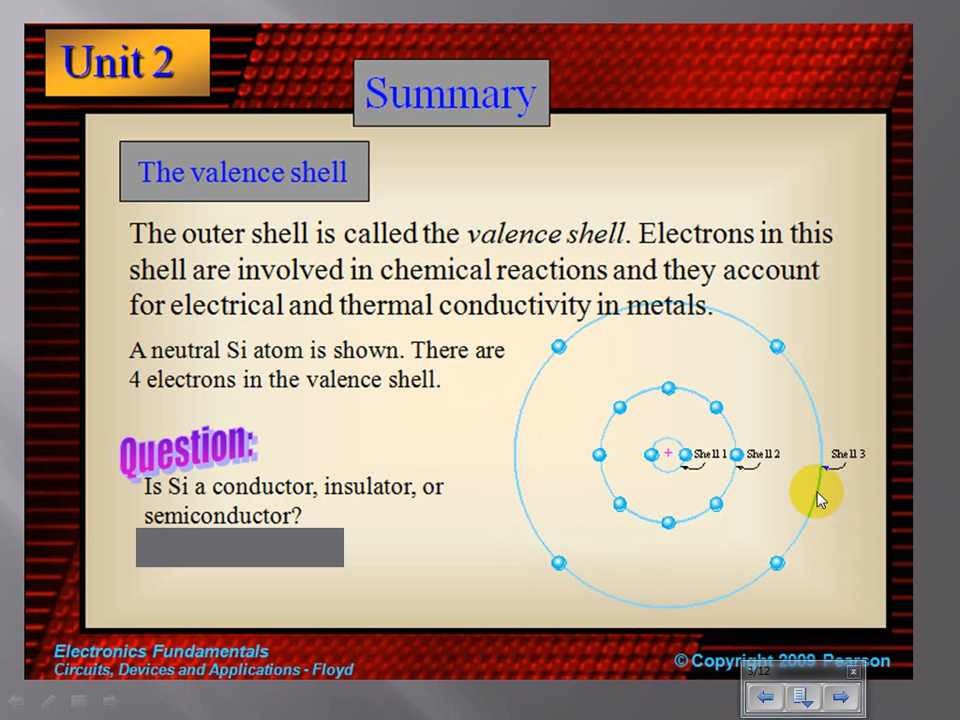 Unit 2
Summary
The valence shell
The outer shell is called the valence shell. Electrons in this
shell are involved in chemical reactions and they account
for electrical and thermal conductivity in metals.
A neutral Si atom is shown. There are
4 electrons in the valence shell.
+
Shell 1
Shell 2
Shell 3
Question:
Is Si a conductor, insulator, or
semiconductor?
Electronics Fundamentals
Circuits, Devices and Applications - Floyd
© Copyright 2009 Pearson
3/12
x